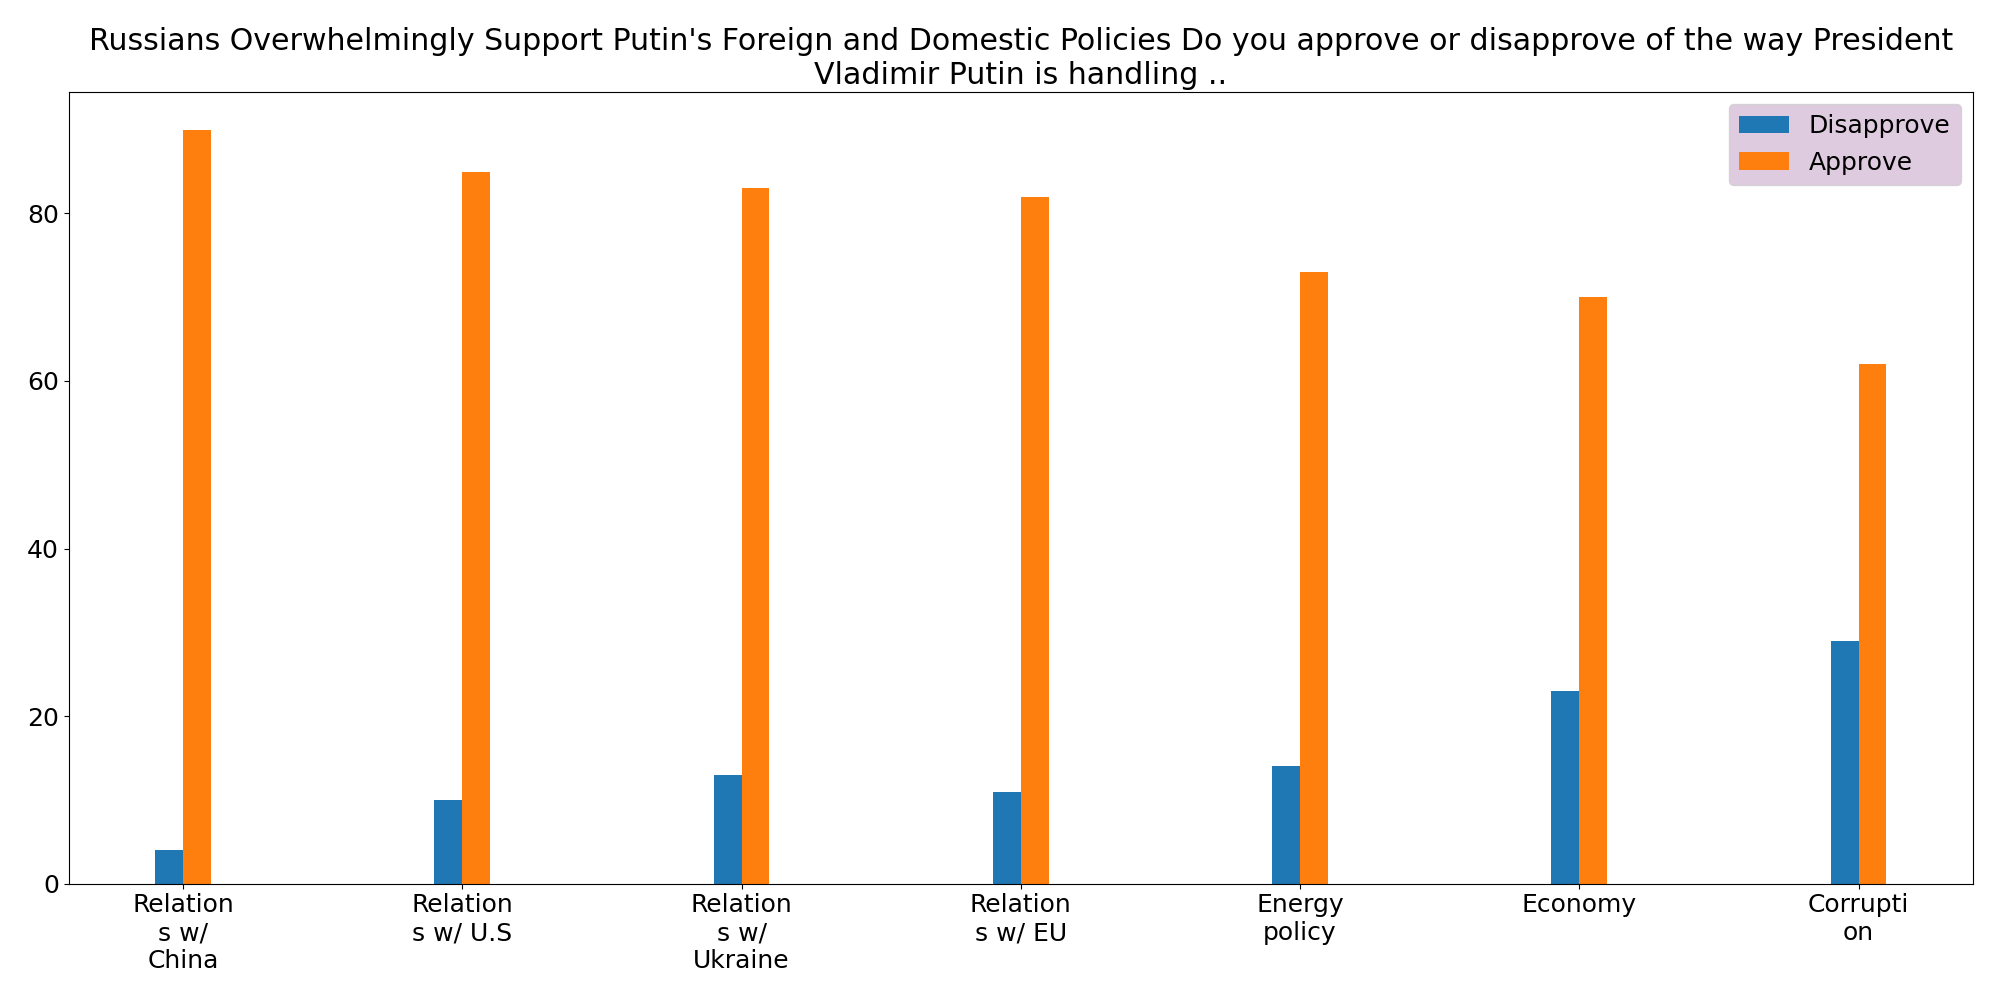 Russians Overwhelmingly Support Putin's Foreign and Domestic Policies Do you approve or disapprove of the way President
Vladimir Putin is handling ..
Disapprove
Approve
80
60
40
20
0
Relation
s w/
China
Relation
s w/ U.S
Relation
s w/
Ukraine
Relation
s w/ EU
Energy
policy
Economy
Corrupti
on